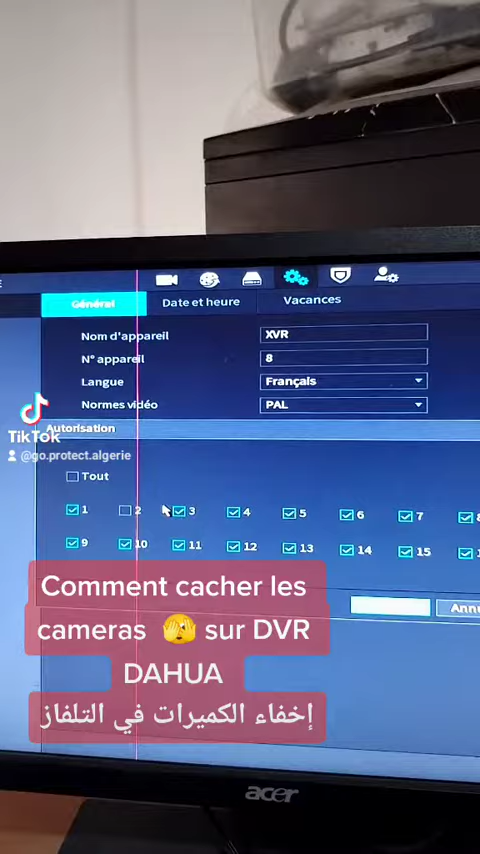 Général
Date et heure
Vacances
Nom d'appareil
XVR
N° appareil
8
Langue
Français
Normes vidéo
PAL
TikTok
Autorisation
@go.protect.algerie
Tout
1 2 3 4 5 6 7 8
9 10 11 12 13 14 15
Comment cacher les
cameras 🫣 sur DVR
DAHUA
إخفاء الكميرات في التلفاز
acer